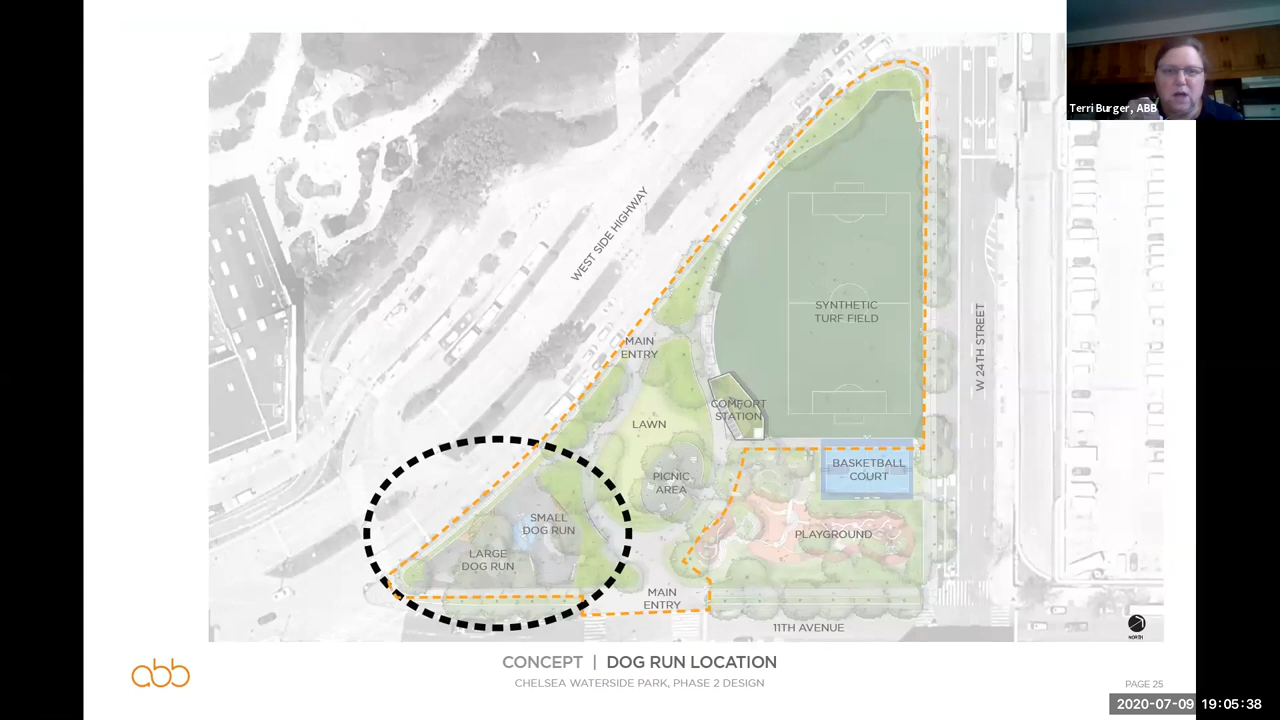 Terri Burger, ABB
WEST SIDE HIGHWAY
SYNTHETIC
TURF FIELD
W 24TH STREET
MAIN
ENTRY
COMFORT
STATION
LAWN
BASKETBALL
COURT
PICNIC
AREA
SMALL
DOG RUN
PLAYGROUND
LARGE
DOG RUN
MAIN
ENTRY
11TH AVENUE
NORTH
abb
CONCEPT | DOG RUN LOCATION
CHELSEA WATERSIDE PARK, PHASE 2 DESIGN
PAGE 25
2020-07-09 19:05:38